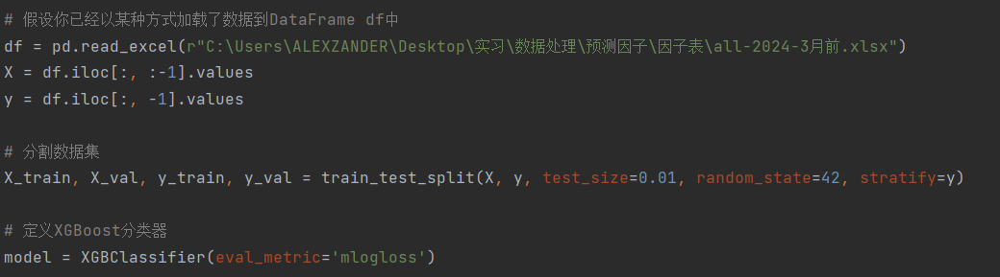 # 假设你已经以某种方式加载了数据到DataFrame df中
df = pd.read_excel(r"C:\Users\ALEXZANDER\Desktop\实习\数据处理\预测因子\因子表\all-2024-3月前.xlsx")
X = df.iloc[:, :-1].values
y = df.iloc[:, -1].values
# 分割数据集
X_train, X_val, y_train, y_val = train_test_split(X, y, test_size=0.01, random_state=42, stratify=y)
# 定义XGBoost分类器
model = XGBClassifier(eval_metric='mlogloss')